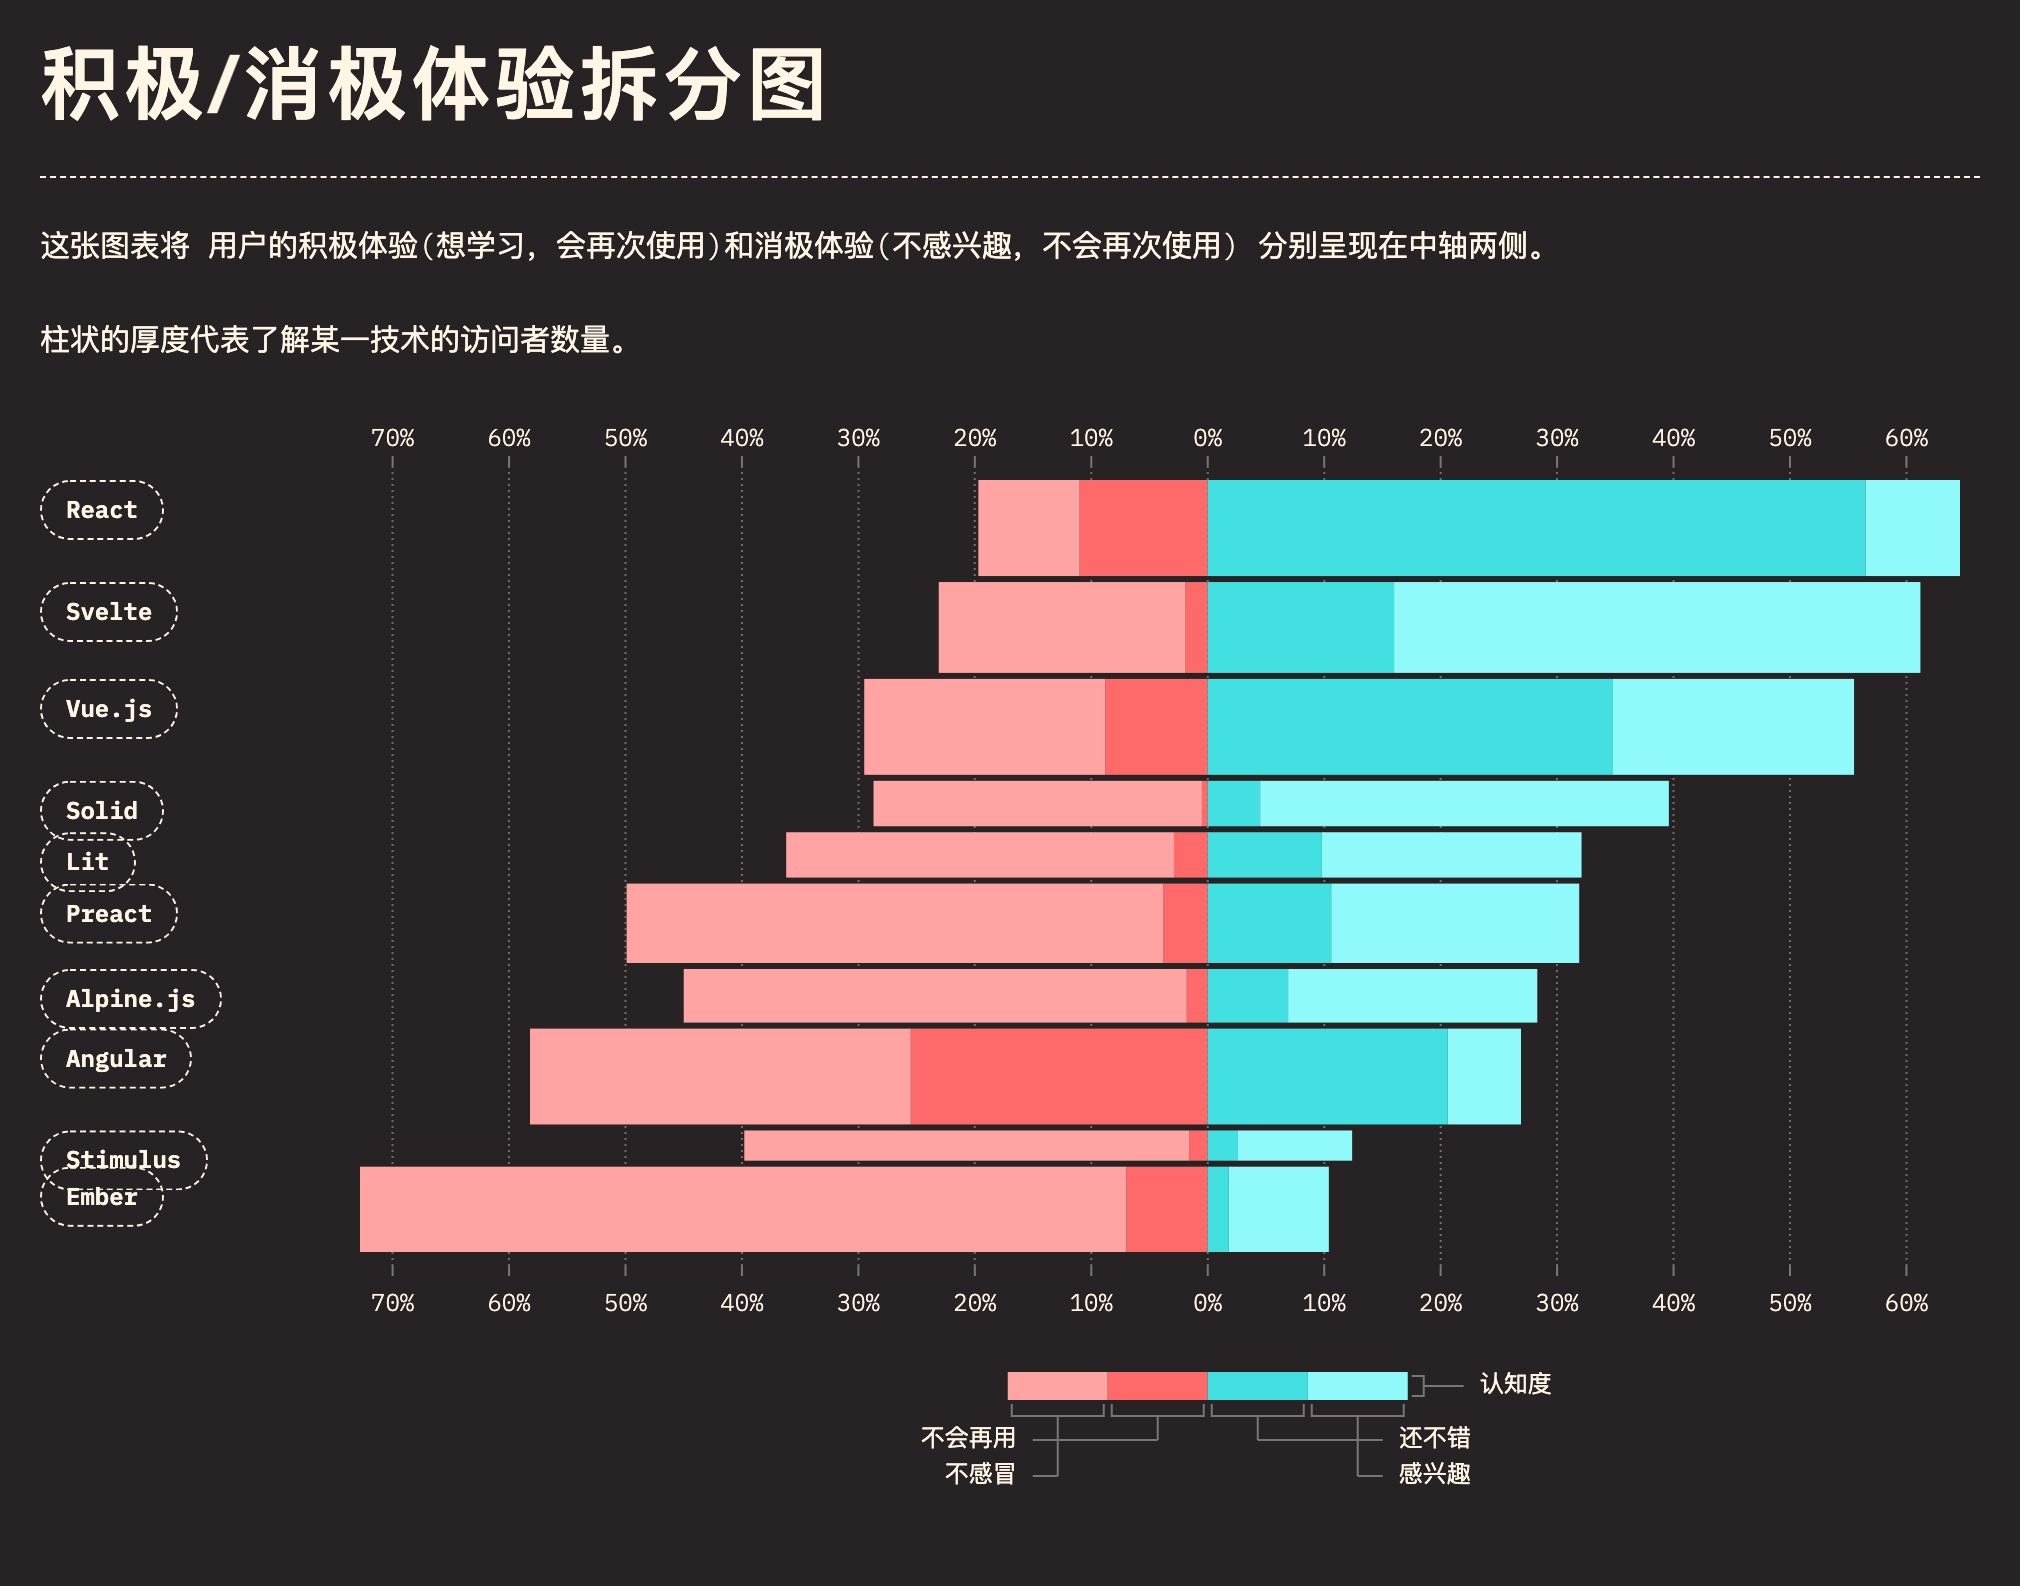 积极/消极体验拆分图
这张图表将 用户的积极体验(想学习, 会再次使用)和消极体验(不感兴趣, 不会再次使用) 分别呈现在中轴两侧。
柱状的厚度代表了解某一技术的访问者数量。
70% 60% 50% 40% 30% 20% 10% 0% 10% 20% 30% 40% 50% 60%
React
Svelte
Vue.js
Solid
Lit
Preact
Alpine.js
Angular
Stimulus
Ember
70% 60% 50% 40% 30% 20% 10% 0% 10% 20% 30% 40% 50% 60%
认知度
不会再用 还不错
不感冒 感兴趣